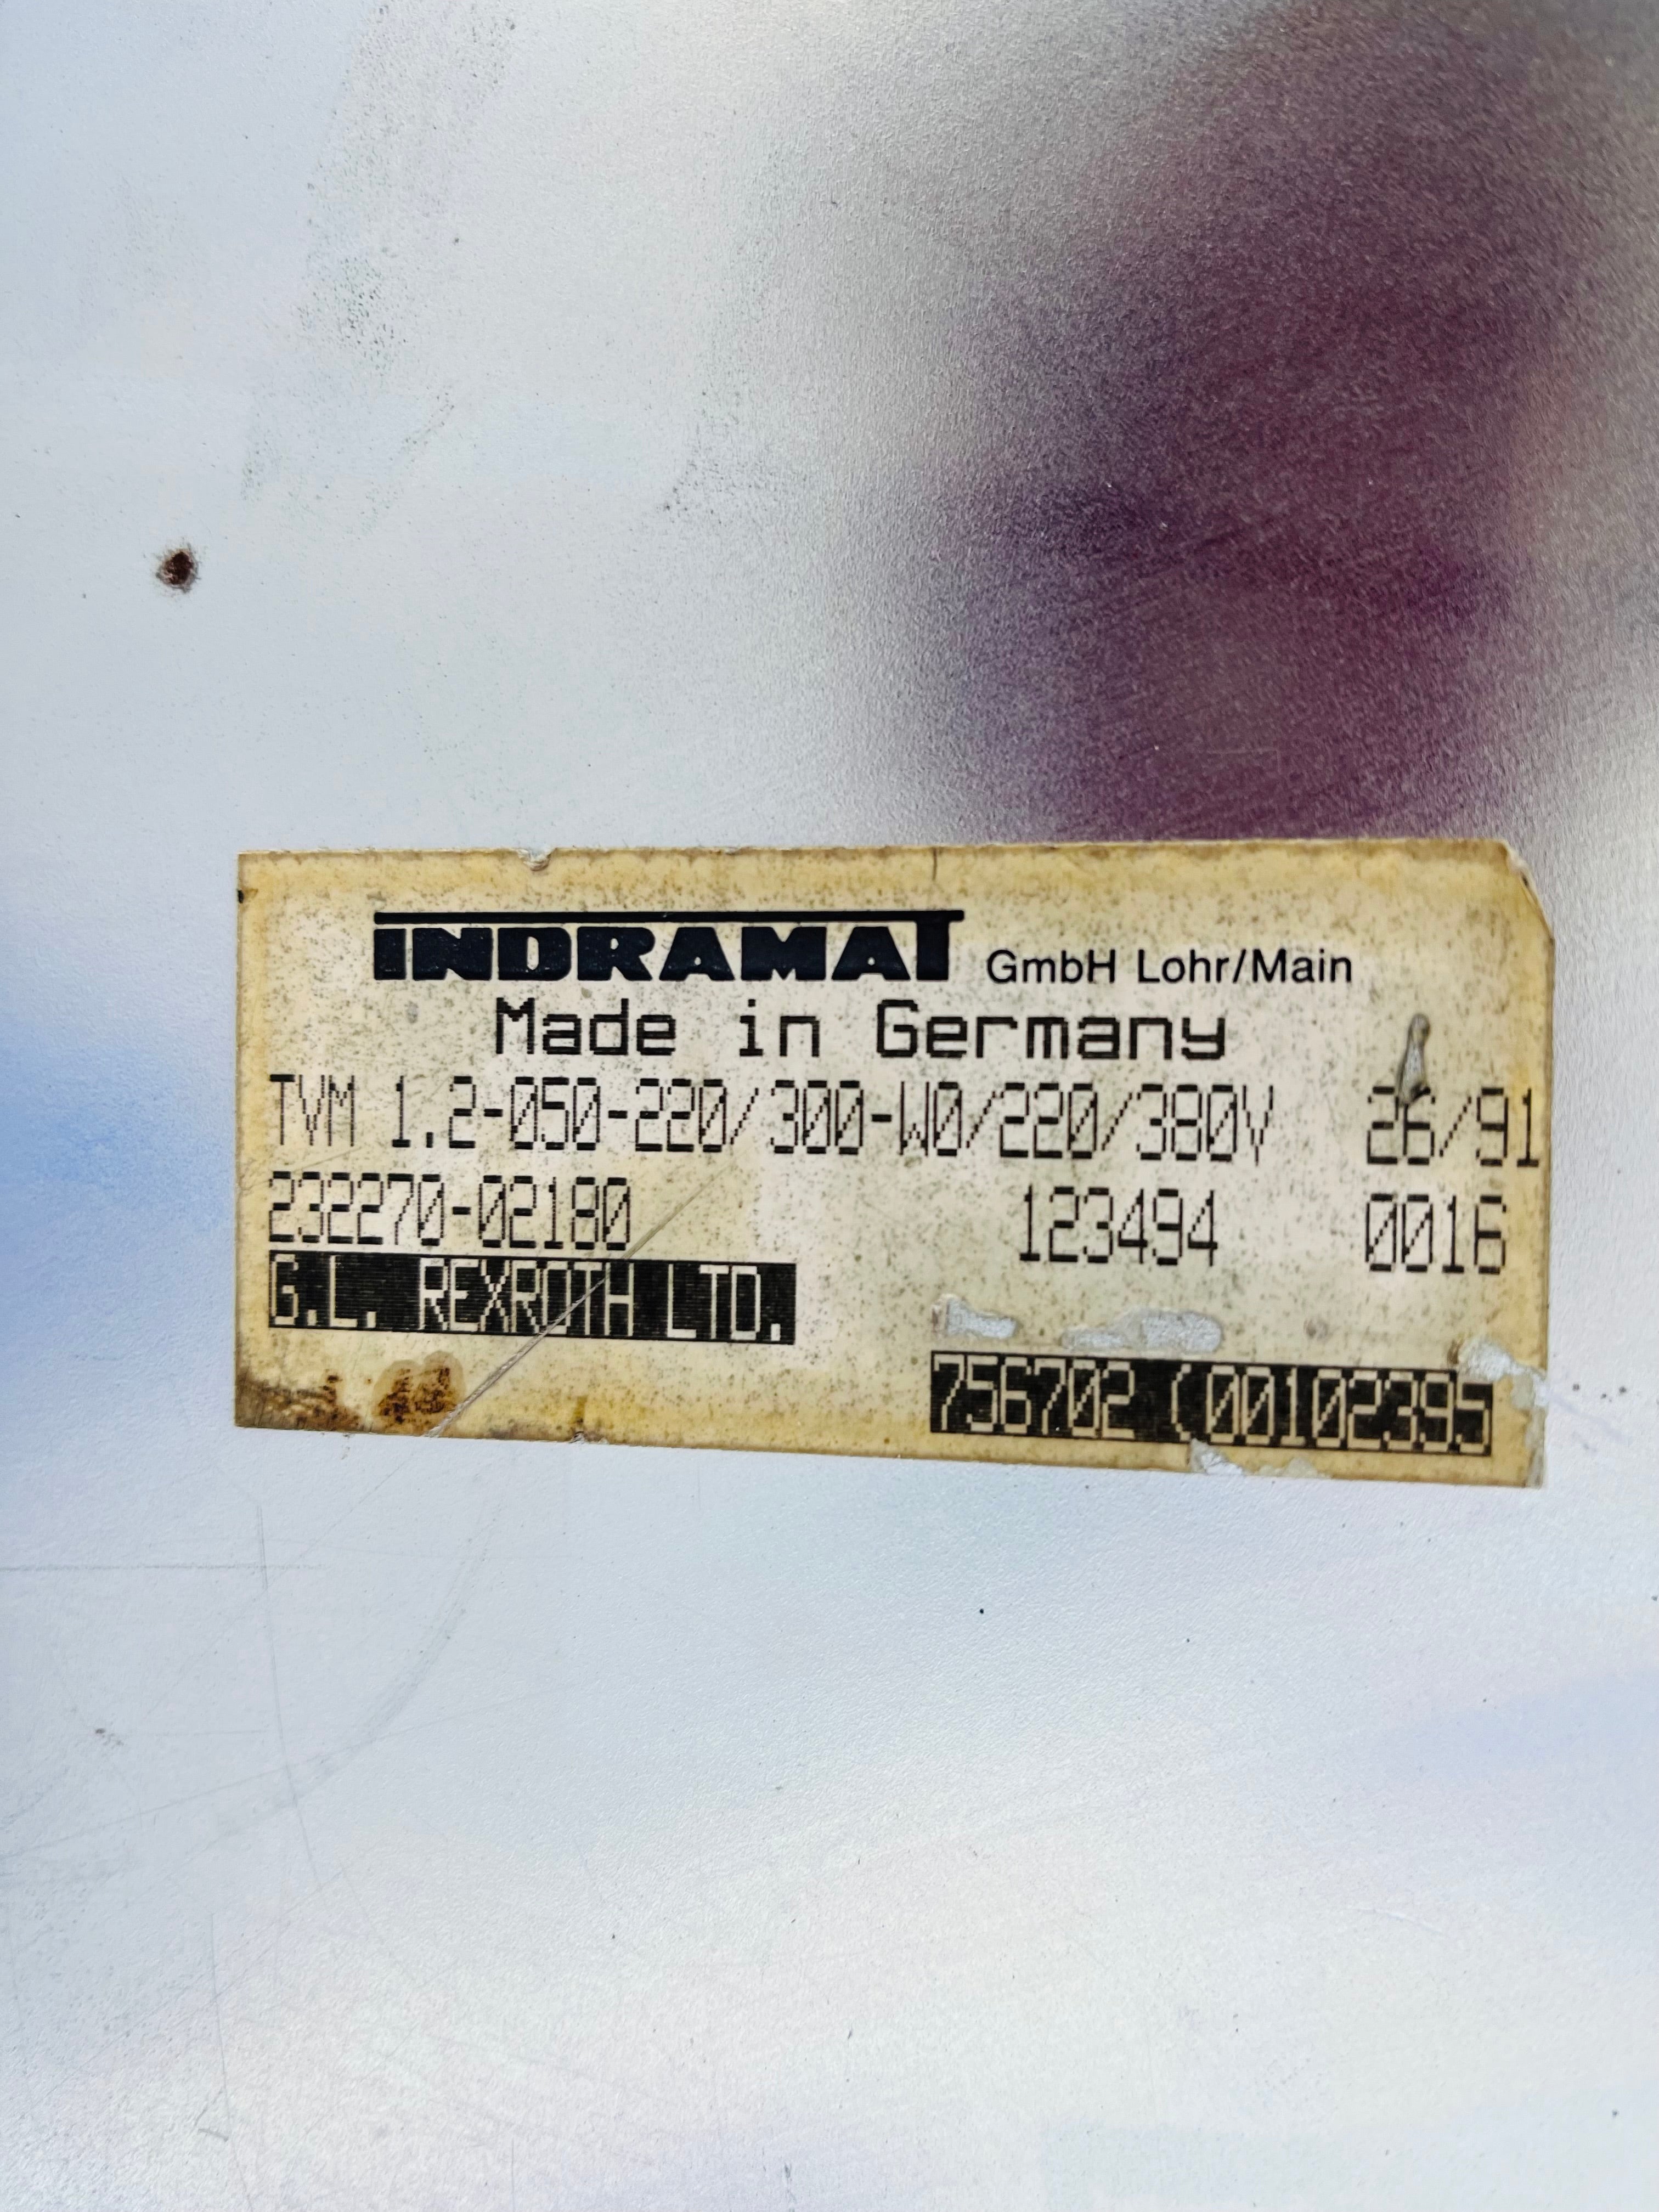 INDRAMAT GmbH Lohr/Main
Made in Germany
TVM 1.2-050-220/300-W0/220/380V 26/91
232270-02180 123494 0016
G.L. REXROTH LTD.
756702 (00102395